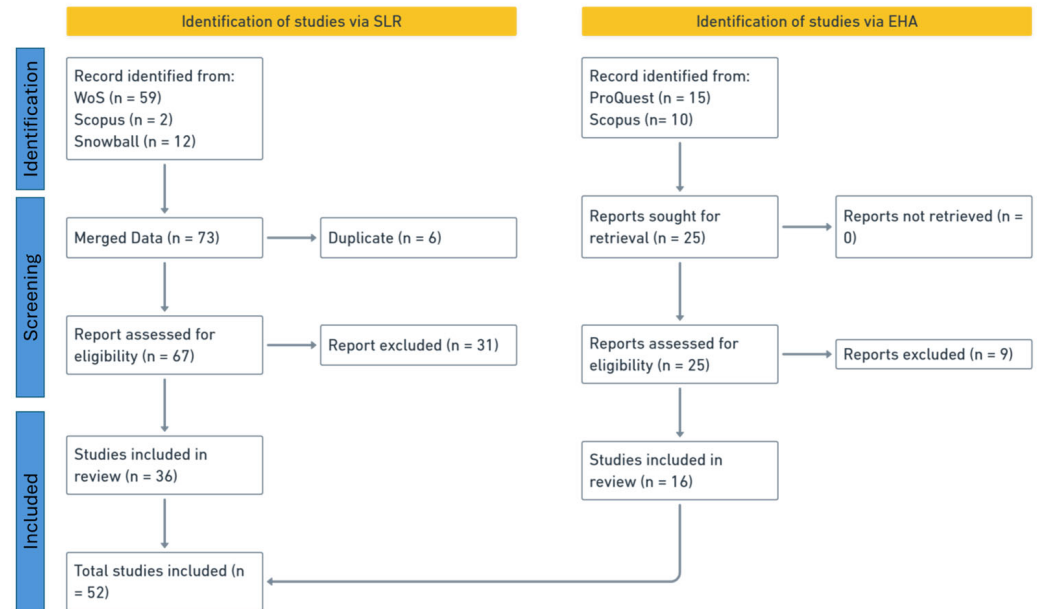 Identification of studies via SLR
Identification of studies via EHA
Identification
Record identified from:
WoS (n = 59)
Scopus (n = 2)
Snowball (n = 12)
Record identified from:
ProQuest (n = 15)
Scopus (n= 10)
Screening
Merged Data (n = 73)
Duplicate (n = 6)
Reports sought for
retrieval (n = 25)
Reports not retrieved (n =
0)
Report assessed for
eligibility (n = 67)
Report excluded (n = 31)
Reports assessed for
eligibility (n = 25)
Reports excluded (n = 9)
Included
Studies included in
review (n = 36)
Studies included in
review (n = 16)
Total studies included (n
= 52)